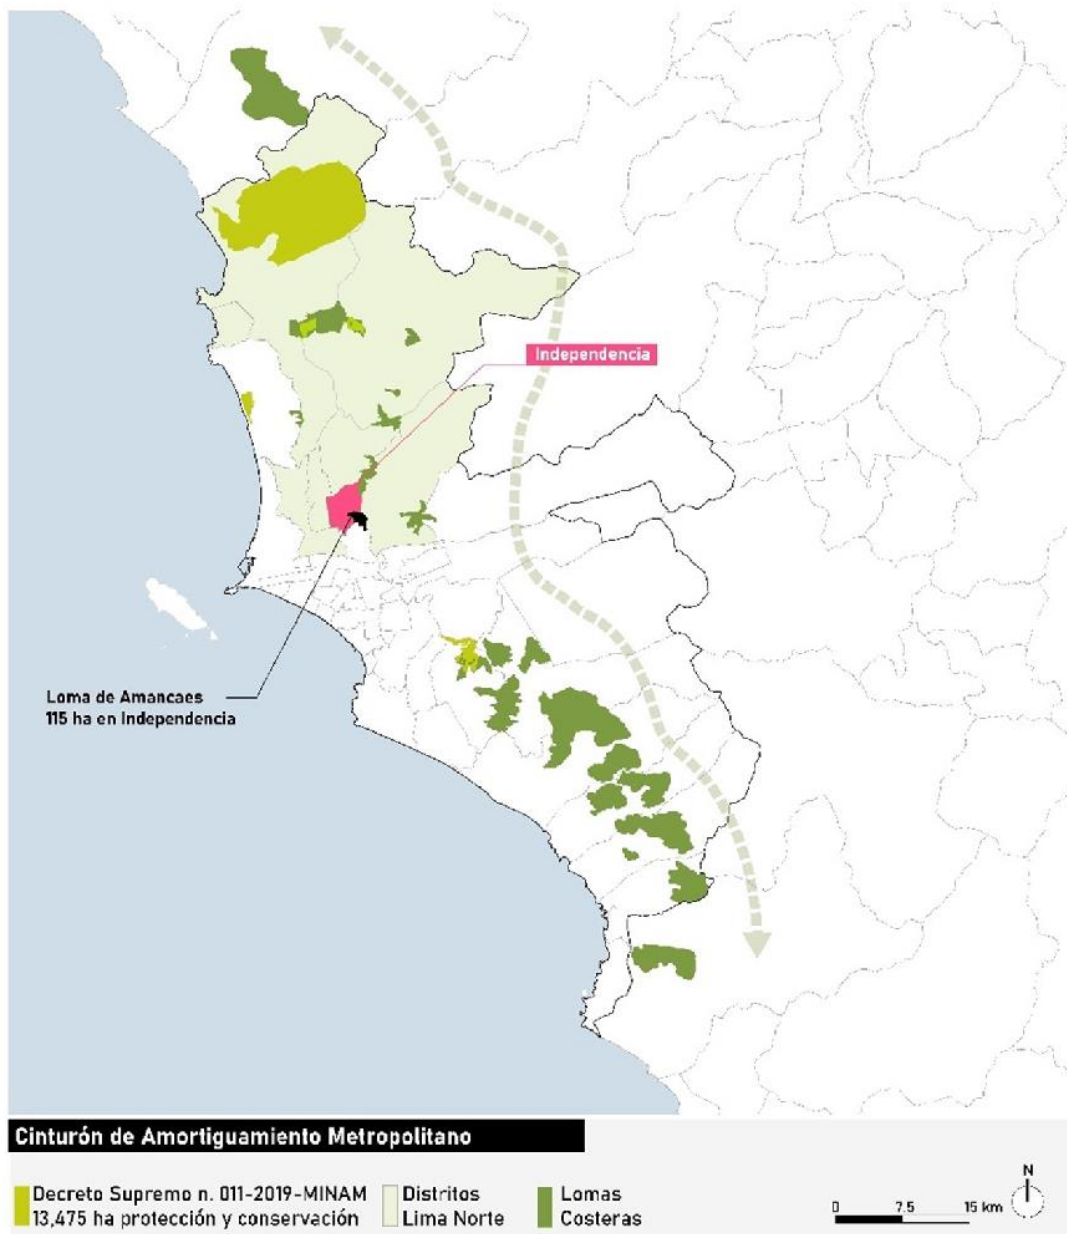 Independencia
Loma de Amancaes
115 ha en Independencia
Cinturón de Amortiguamiento Metropolitano
Decreto Supremo n. 011-2019-MINAM
13,475 ha protección y conservación
Distritos
Lima Norte
Lomas
Costeras
0 7.5 15 km
N